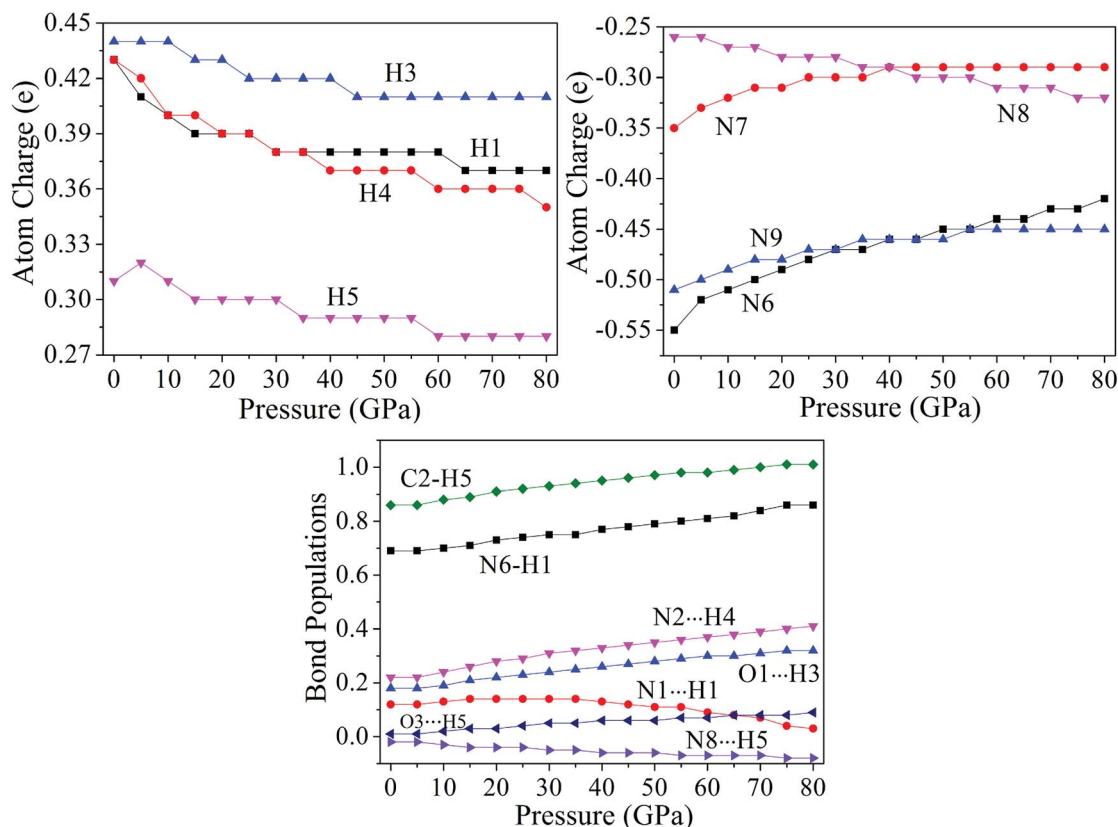 0.45
0.42
0.39
0.36
0.33
0.30
0.27
Atom Charge (e)
H3
H1
H4
H5
0 10 20 30 40 50 60 70 80
Pressure (GPa)
-0.25
-0.30
-0.35
-0.40
-0.45
-0.50
-0.55
Atom Charge (e)
N7
N8
N9
N6
0 10 20 30 40 50 60 70 80
Pressure (GPa)
1.0
0.8
0.6
0.4
0.2
0.0
Bond Populations
C2-H5
N6-H1
N2···H4
O1···H3
N1···H1
O3···H5
N8···H5
0 10 20 30 40 50 60 70 80
Pressure (GPa)